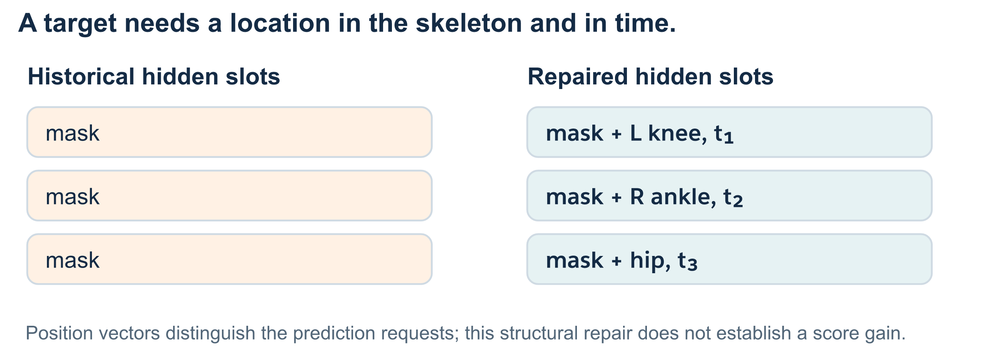 A target needs a location in the skeleton and in time.
Historical hidden slots
mask
mask
mask
Repaired hidden slots
mask + L knee, t₁
mask + R ankle, t₂
mask + hip, t₃
Position vectors distinguish the prediction requests; this structural repair does not establish a score gain.